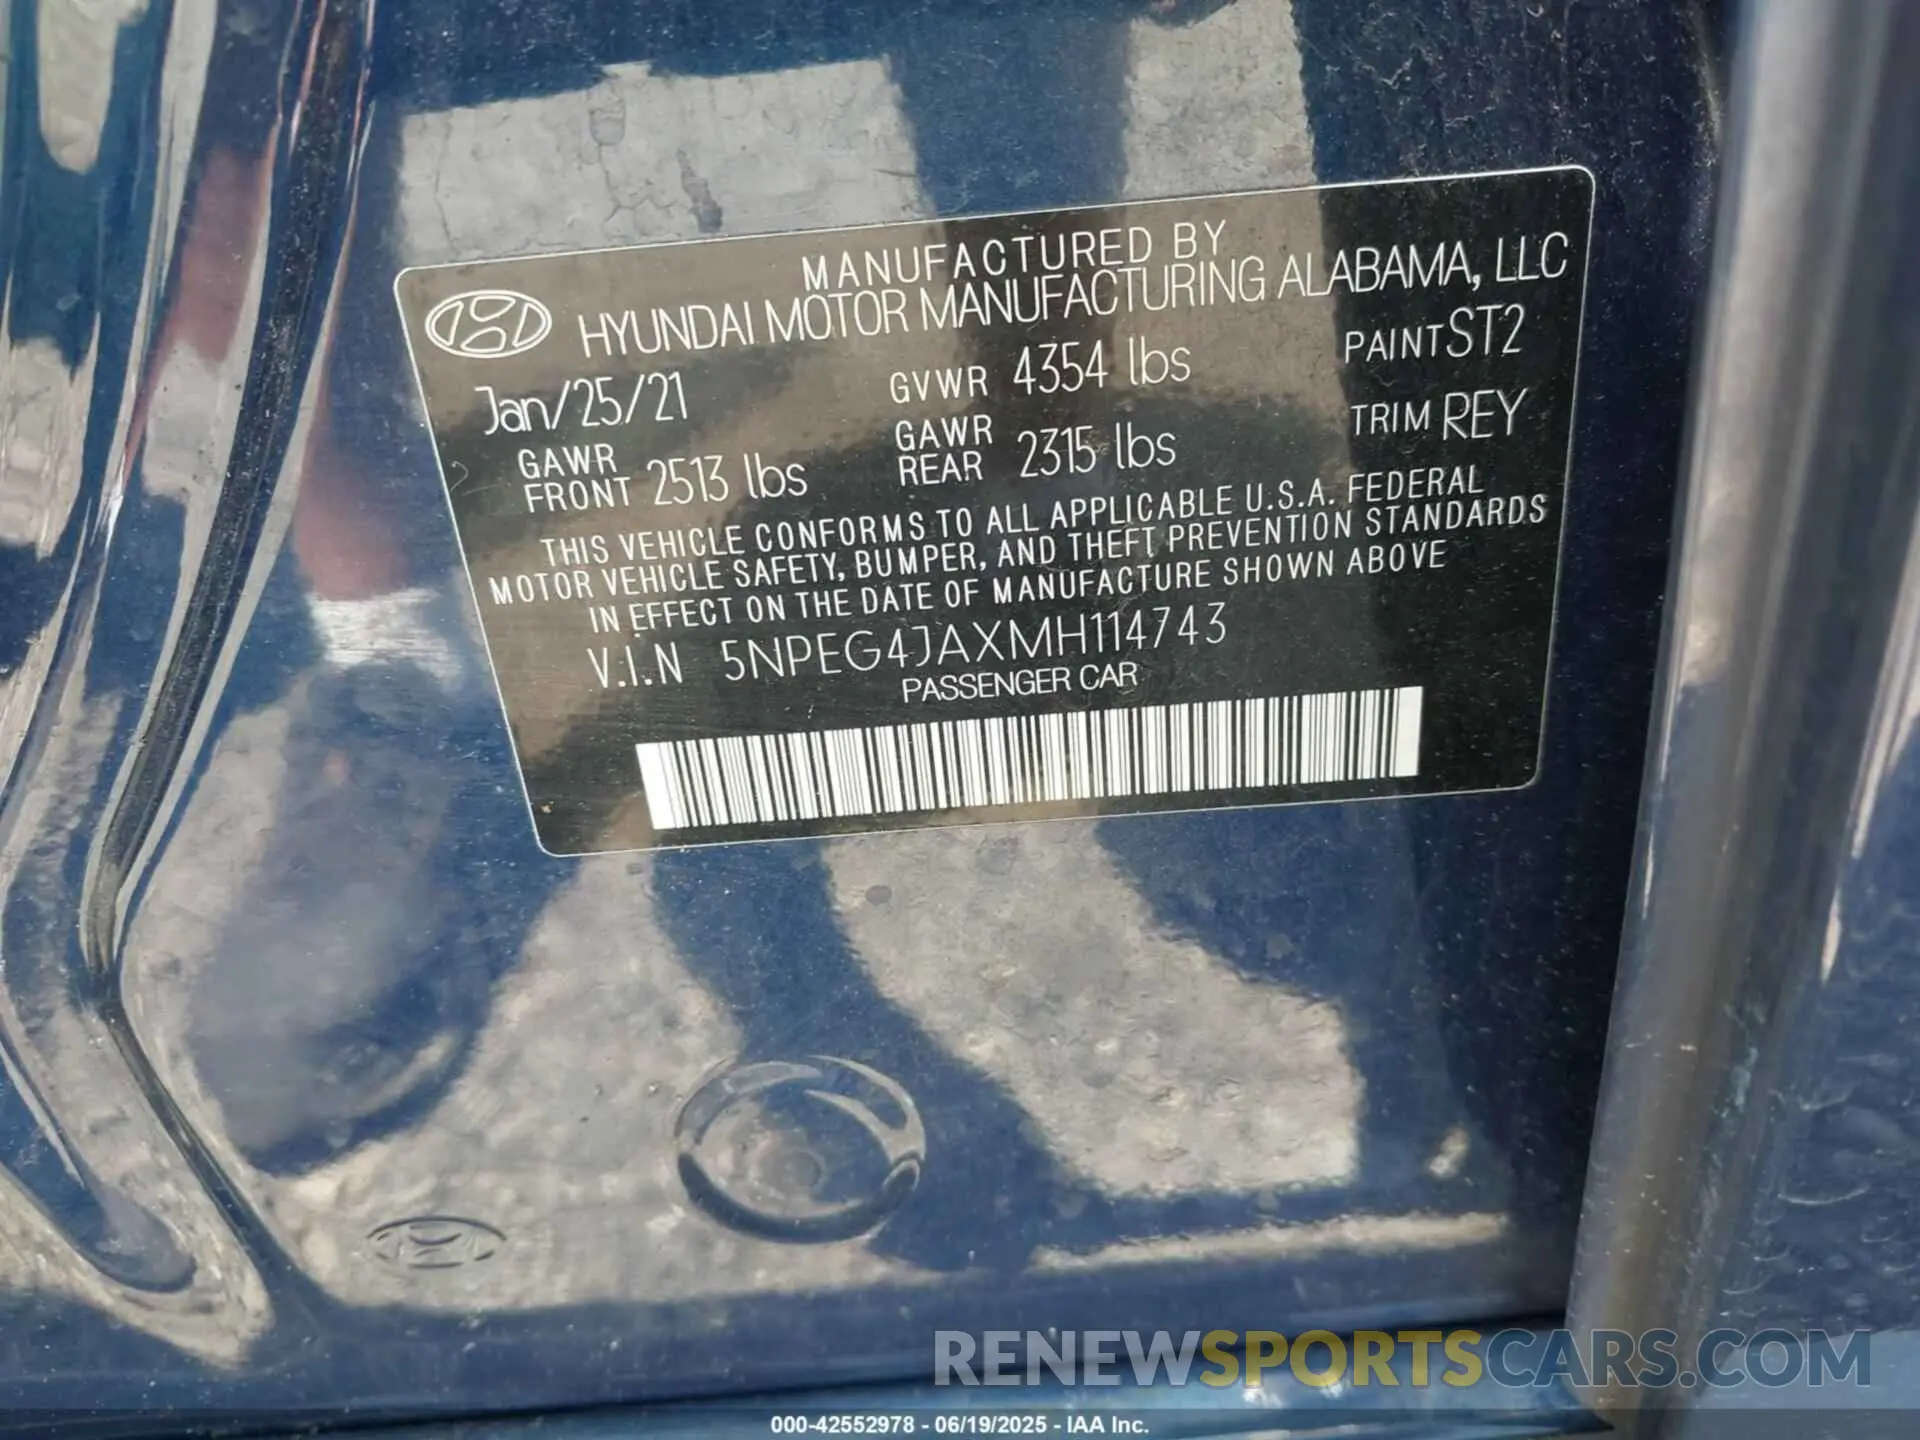 MANUFACTURED BY
HYUNDAI MOTOR MANUFACTURING ALABAMA, LLC
Jan/25/21 GVWR 4354 lbs PAINT ST2
GAWR FRONT 2513 lbs GAWR REAR 2315 lbs TRIM REY
THIS VEHICLE CONFORMS TO ALL APPLICABLE U.S.A. FEDERAL
MOTOR VEHICLE SAFETY, BUMPER, AND THEFT PREVENTION STANDARDS
IN EFFECT ON THE DATE OF MANUFACTURE SHOWN ABOVE
V.I.N 5NPEG4JAXMH114743
PASSENGER CAR
RENEWSPORTSCARS.COM
000-42552978 - 06/19/2025 - IAA Inc.